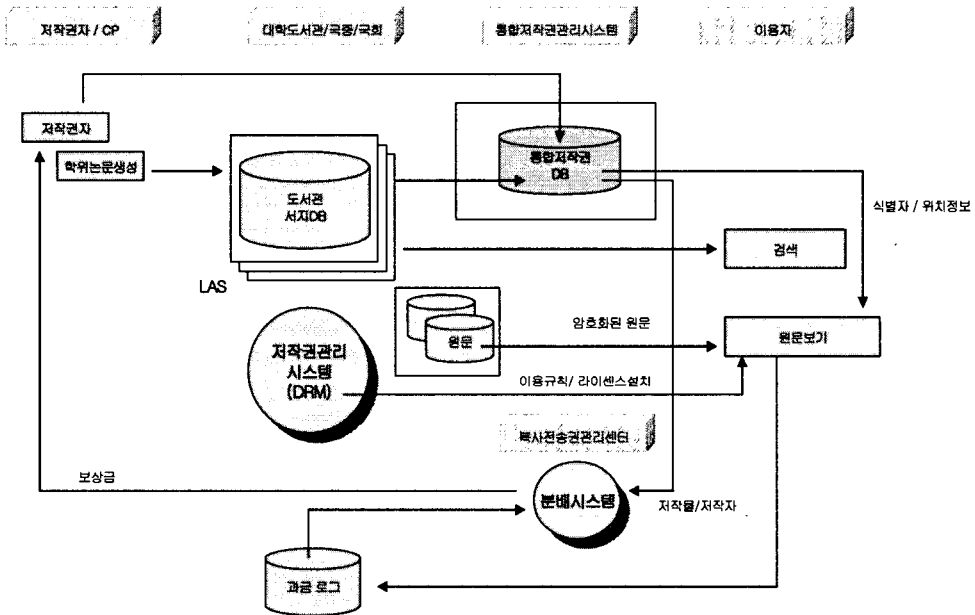 저작권자 / CP
대학도서관/국중/국회
통합저작권관리시스템
이용자
저작권자
학위논문생성
도서관
서지DB
LAS
통합저작권
DB
식별자 / 위치정보
검색
원문
암호화된 원문
원문보기
저작권관리
시스템
(DRM)
이용규칙/ 라이센스설치
복사전송권관리센터
보상금
분배시스템
저작물/저작자
과금 로그